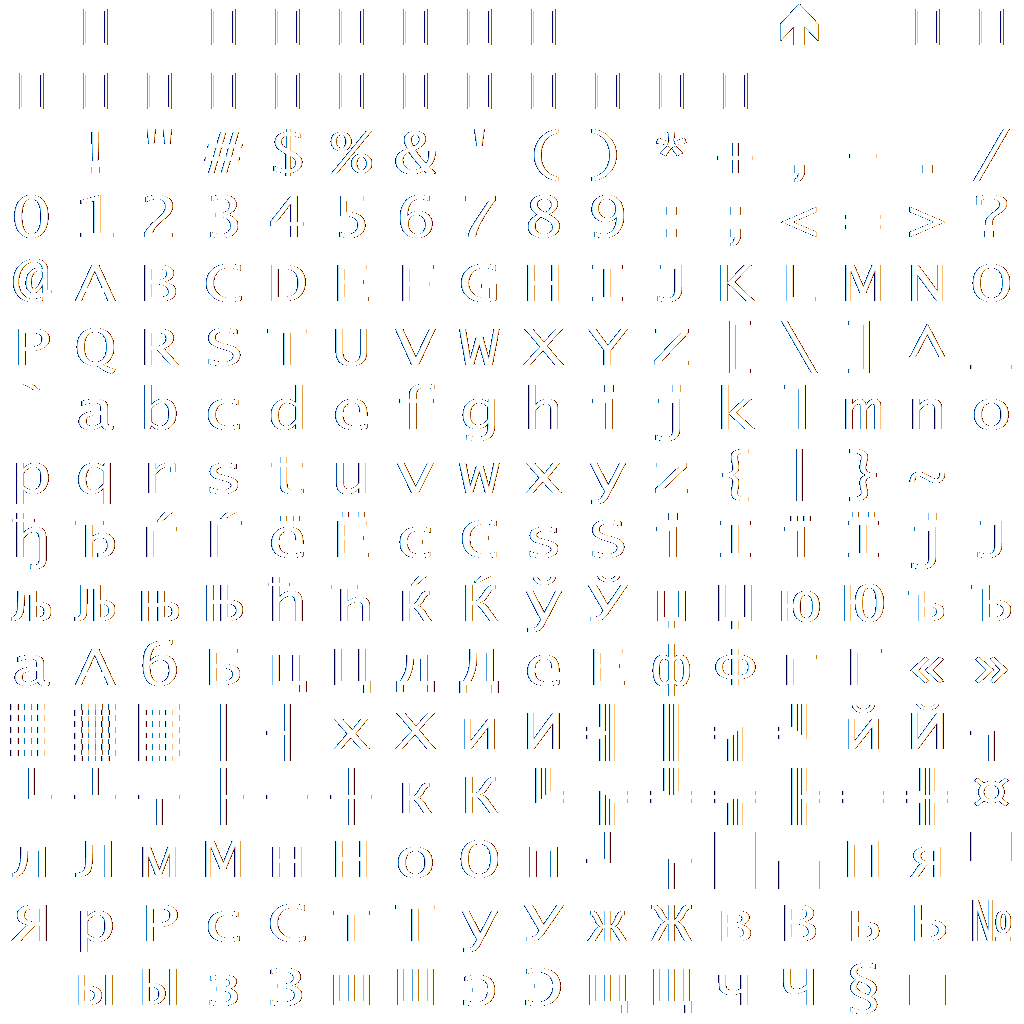 ↑
! " # $ % & ' ( ) * + , - . /
0 1 2 3 4 5 6 7 8 9 : ; < = > ?
@ A B C D E F G H I J K L M N O
P Q R S T U V W X Y Z [ \ ] ^ _
` a b c d e f g h i j k l m n o
p q r s t u v w x y z { | } ~
ђ Ђ ѓ Ѓ ё Ё є Є ѕ Ѕ і І ї Ї ј Ј
љ Љ њ Њ ћ Ћ ќ Ќ ў Ў џ Џ ю Ю ъ Ъ
а А б Б ц Ц д Д е Е ф Ф г Г « »
░ ▒ ▓ │ ┤ х Х и И ╣ ║ ╗ ╝ й Й ┐
└ ┴ ┬ ├ ─ ┼ к К ╚ ╔ ╩ ╦ ╠ ═ ╬ ¤
л Л м М н Н о О п ┘ ┌ █ ▄ П я ▀
Я р Р с С т Т у У ж Ж в В ь Ь №
ы Ы з З ш Ш э Э щ Щ ч Ч § ■